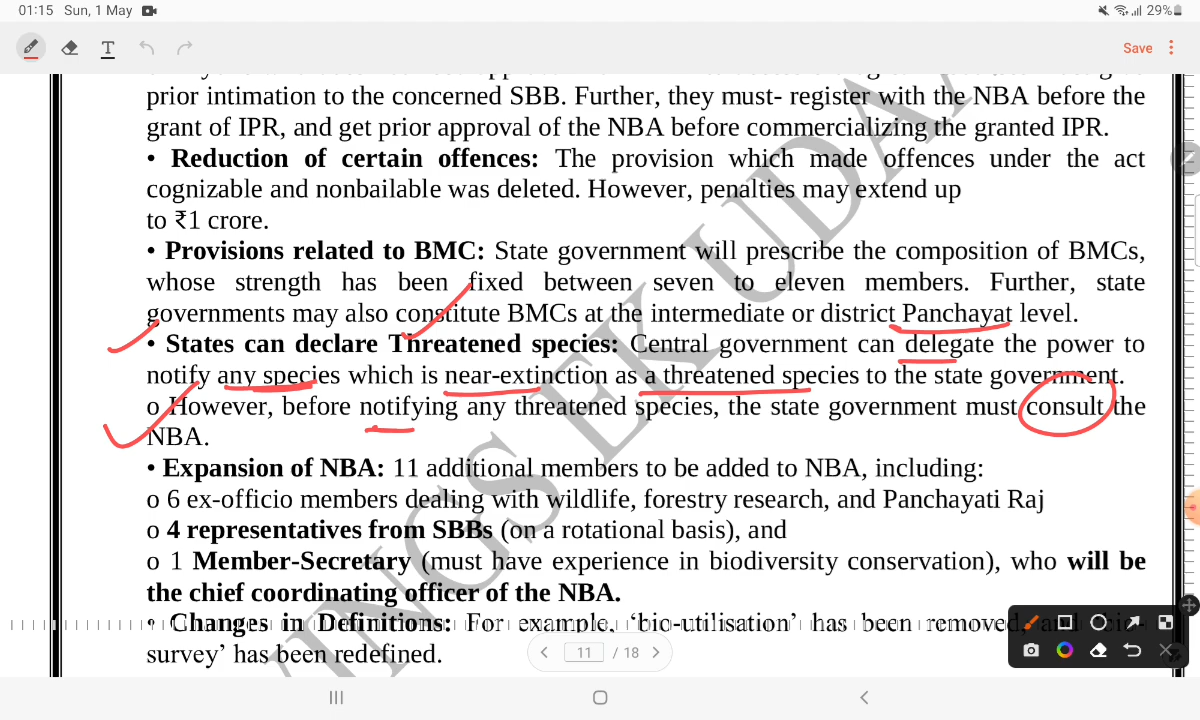 01:15 Sun, 1 May
29%
T
Save
prior intimation to the concerned SBB. Further, they must- register with the NBA before the
grant of IPR, and get prior approval of the NBA before commercializing the granted IPR.
• Reduction of certain offences: The provision which made offences under the act
cognizable and nonbailable was deleted. However, penalties may extend up
to ₹1 crore.
• Provisions related to BMC: State government will prescribe the composition of BMCs,
whose strength has been fixed between seven to eleven members. Further, state
governments may also constitute BMCs at the intermediate or district Panchayat level.
• States can declare Threatened species: Central government can delegate the power to
notify any species which is near-extinction as a threatened species to the state government.
o However, before notifying any threatened species, the state government must consult the
NBA.
• Expansion of NBA: 11 additional members to be added to NBA, including:
o 6 ex-officio members dealing with wildlife, forestry research, and Panchayati Raj
o 4 representatives from SBBs (on a rotational basis), and
o 1 Member-Secretary (must have experience in biodiversity conservation), who will be
the chief coordinating officer of the NBA.
• Changes in Definitions: For example, ‘bio-utilisation’ has been removed, and ‘bio-
survey’ has been redefined.
11 / 18
INGS EK UDA